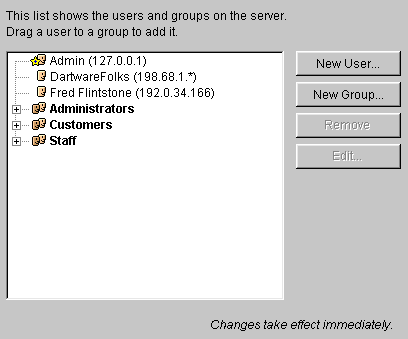 This list shows the users and groups on the server.
Drag a user to a group to add it.
Admin (127.0.0.1)
DartwareFolks (198.68.1.*)
Fred Flintstone (192.0.34.166)
Administrators
Customers
Staff
New User...
New Group...
Remove
Edit...
Changes take effect immediately.